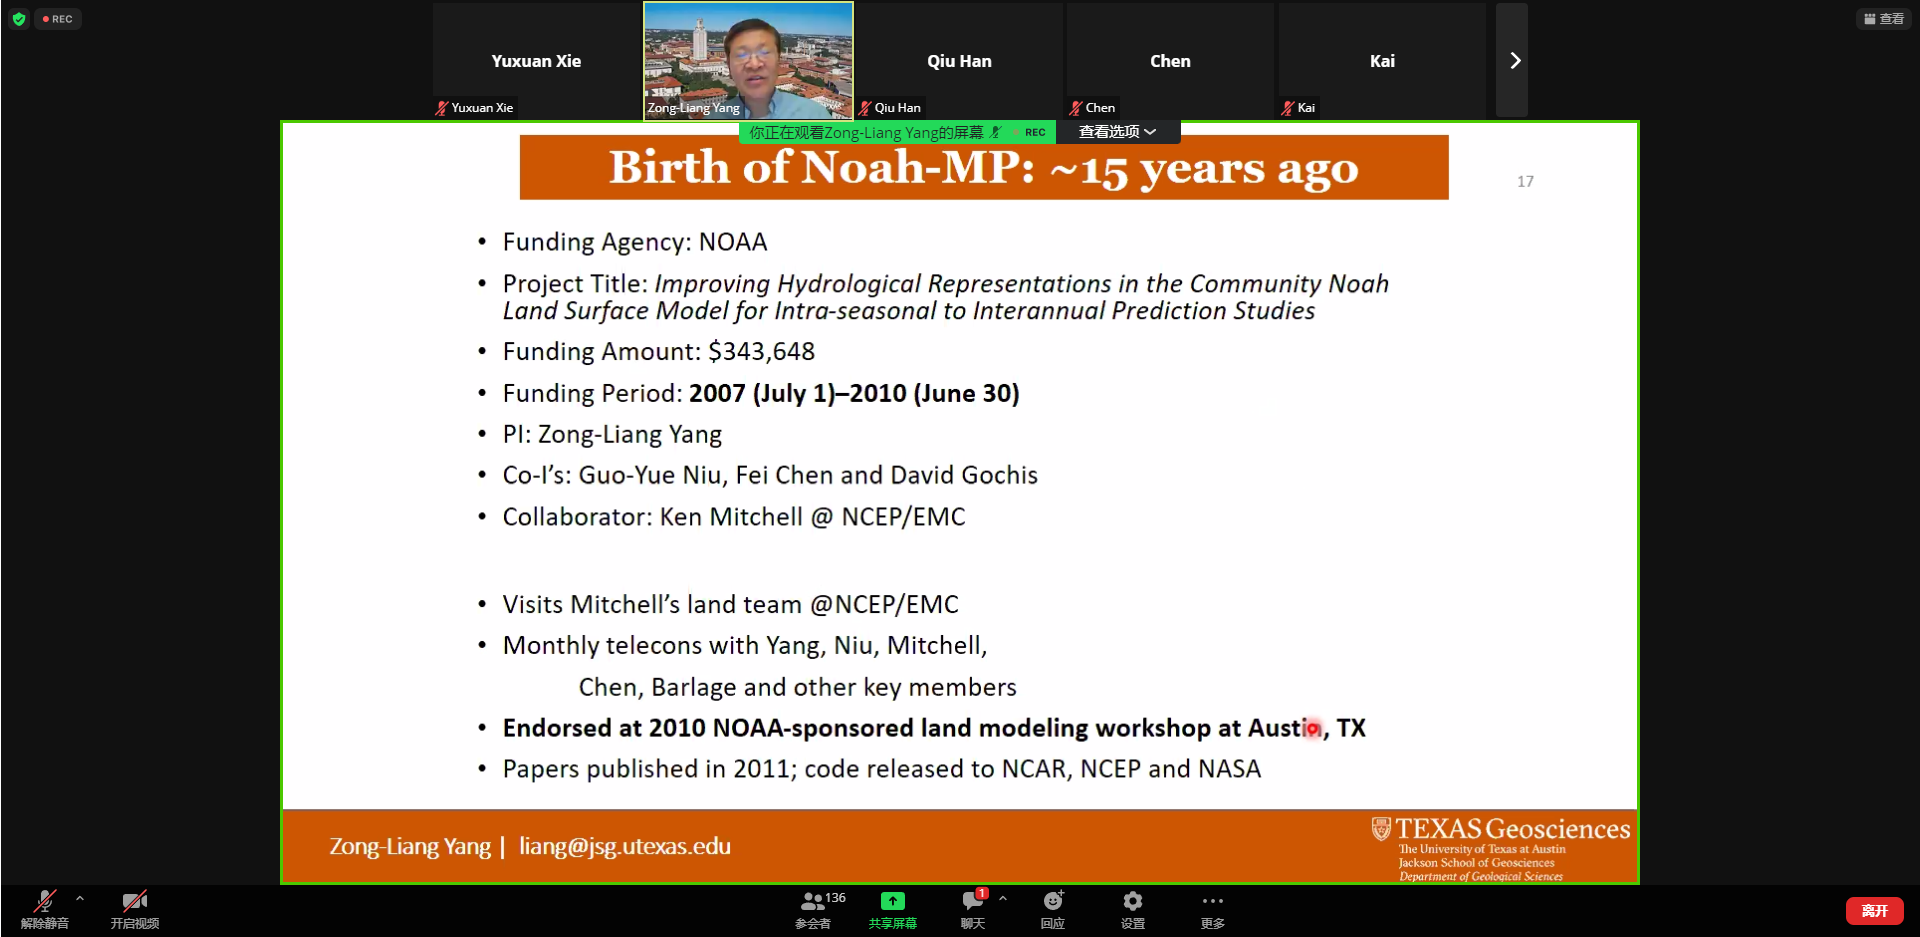 REC
查看
Yuxuan Xie
Qiu Han
Chen
Kai
Yuxuan Xie
Zong-Liang Yang
Qiu Han
Chen
Kai
你正在观看Zong-Liang Yang的屏幕
REC
查看选项
Birth of Noah-MP: ~15 years ago
17
• Funding Agency: NOAA
• Project Title: Improving Hydrological Representations in the Community Noah
Land Surface Model for Intra-seasonal to Interannual Prediction Studies
• Funding Amount: $343,648
• Funding Period: 2007 (July 1)–2010 (June 30)
• PI: Zong-Liang Yang
• Co-I’s: Guo-Yue Niu, Fei Chen and David Gochis
• Collaborator: Ken Mitchell @ NCEP/EMC
• Visits Mitchell’s land team @NCEP/EMC
• Monthly telecons with Yang, Niu, Mitchell,
Chen, Barlage and other key members
• Endorsed at 2010 NOAA-sponsored land modeling workshop at Austin, TX
• Papers published in 2011; code released to NCAR, NCEP and NASA
Zong-Liang Yang | liang@jsg.utexas.edu
TEXAS Geosciences
The University of Texas at Austin
Jackson School of Geosciences
Department of Geological Sciences
解除静音
开启视频
136
参会者
共享屏幕
1
聊天
回应
设置
更多
离开